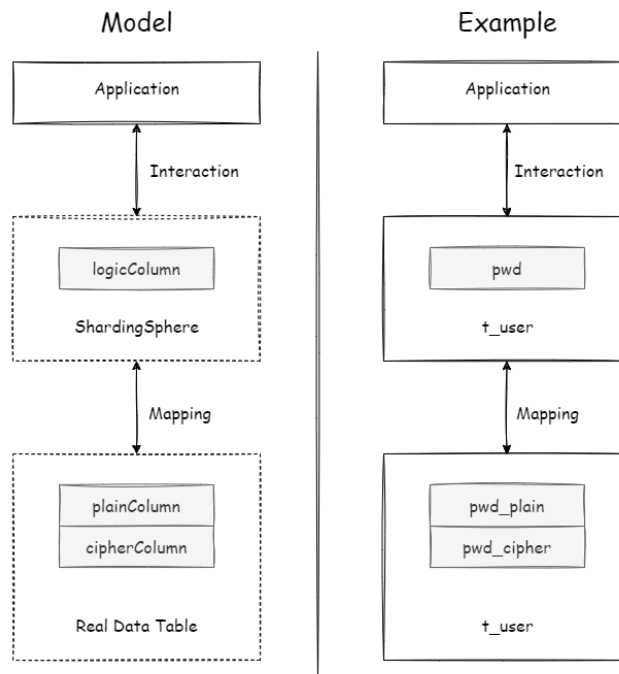 Model
Application
Interaction
logicColumn
ShardingSphere
Mapping
plainColumn
cipherColumn
Real Data Table
Example
Application
Interaction
pwd
t_user
Mapping
pwd_plain
pwd_cipher
t_user